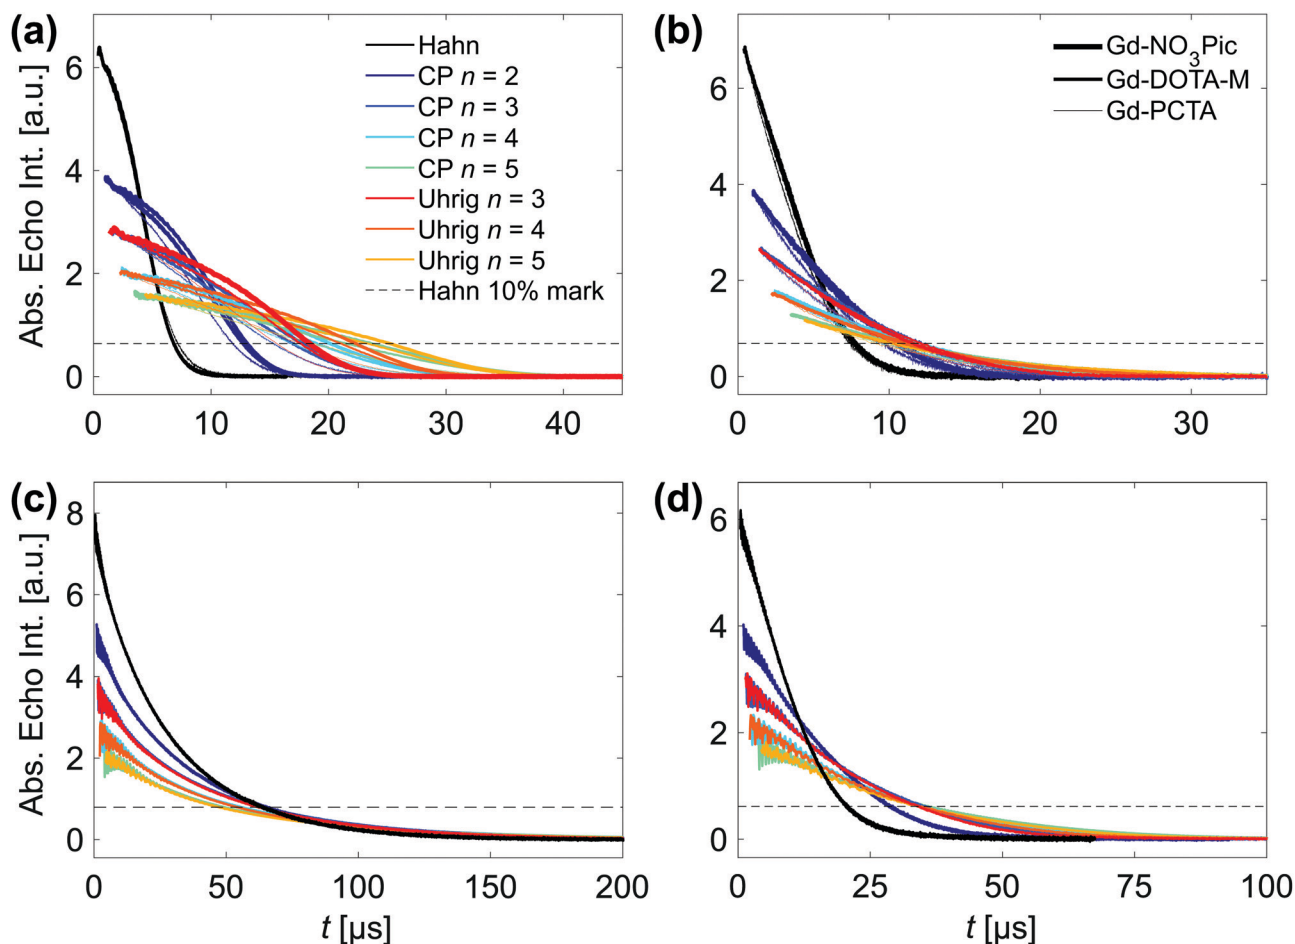 (a)
Abs. Echo Int. [a.u.]
6
4
2
0
0
10
20
30
40
Hahn
CP n = 2
CP n = 3
CP n = 4
CP n = 5
Uhrig n = 3
Uhrig n = 4
Uhrig n = 5
Hahn 10% mark
(b)
6
4
2
0
0
10
20
30
Gd-NO₃Pic
Gd-DOTA-M
Gd-PCTA
(c)
Abs. Echo Int. [a.u.]
8
6
4
2
0
0
50
100
150
200
t [µs]
(d)
6
4
2
0
0
25
50
75
100
t [µs]